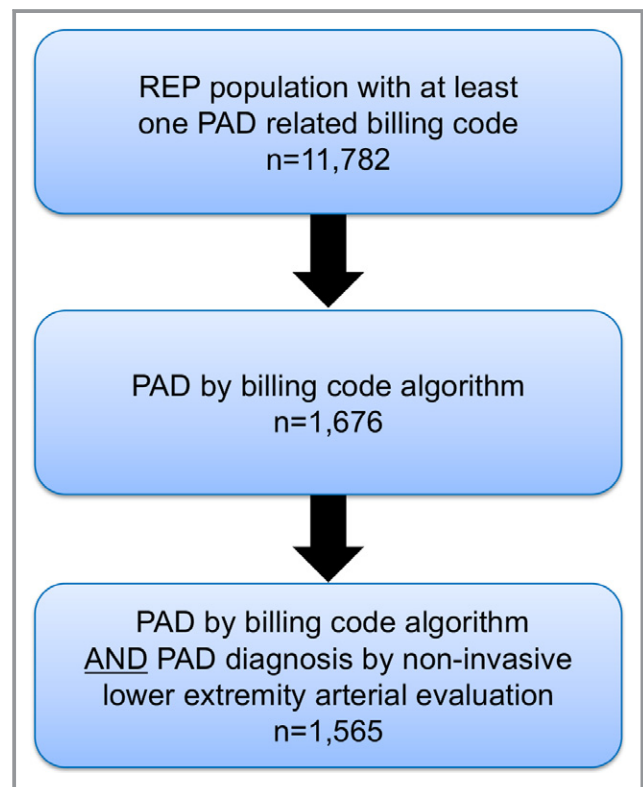 REP population with at least
one PAD related billing code
n=11,782
PAD by billing code algorithm
n=1,676
PAD by billing code algorithm
AND PAD diagnosis by non-invasive
lower extremity arterial evaluation
n=1,565